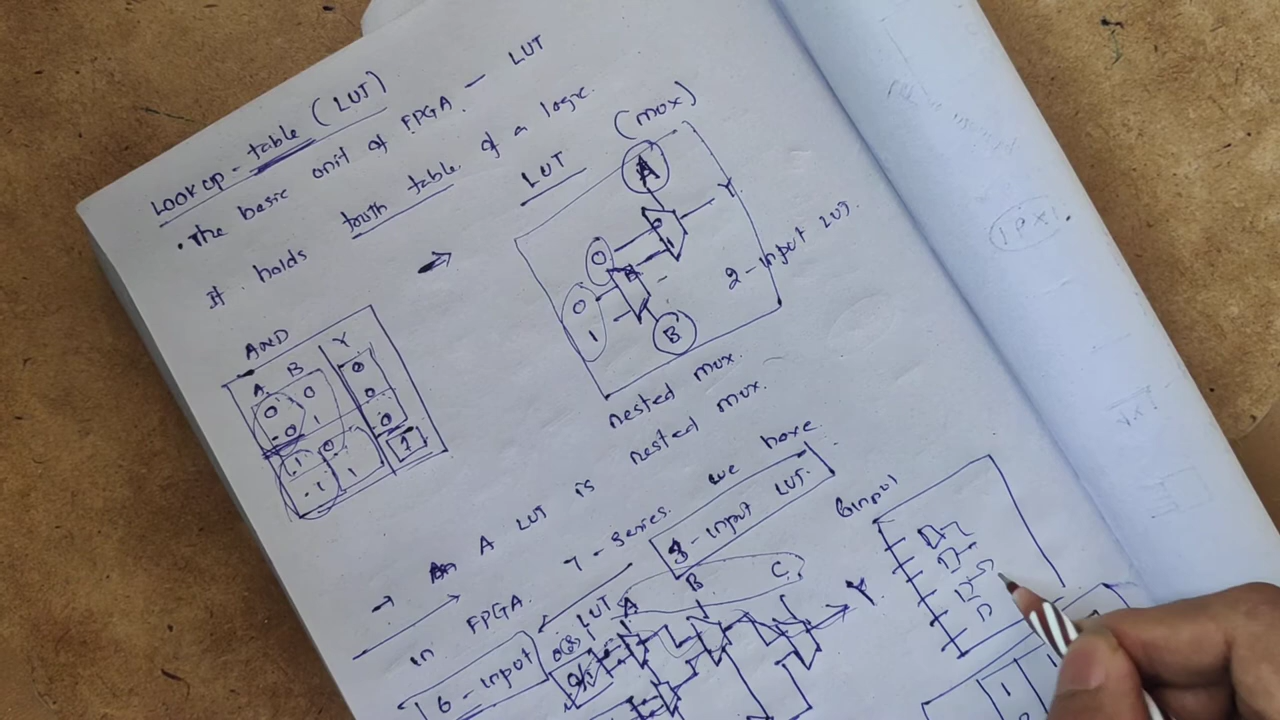 Look up - table (LUT)
• The basic unit of FPGA. - LUT
It holds truth table of a logic.
LUT
(mux)
A
Y
0
0
1
B
2-input LUT.
nested mux.
AND
A B Y
0 0 0
0 1 0
1 0 0
1 1 1
→ A LUT is nested mux.
in FPGA 7-series we have
6-input LUT
3-input LUT.
A B C
Y
6input